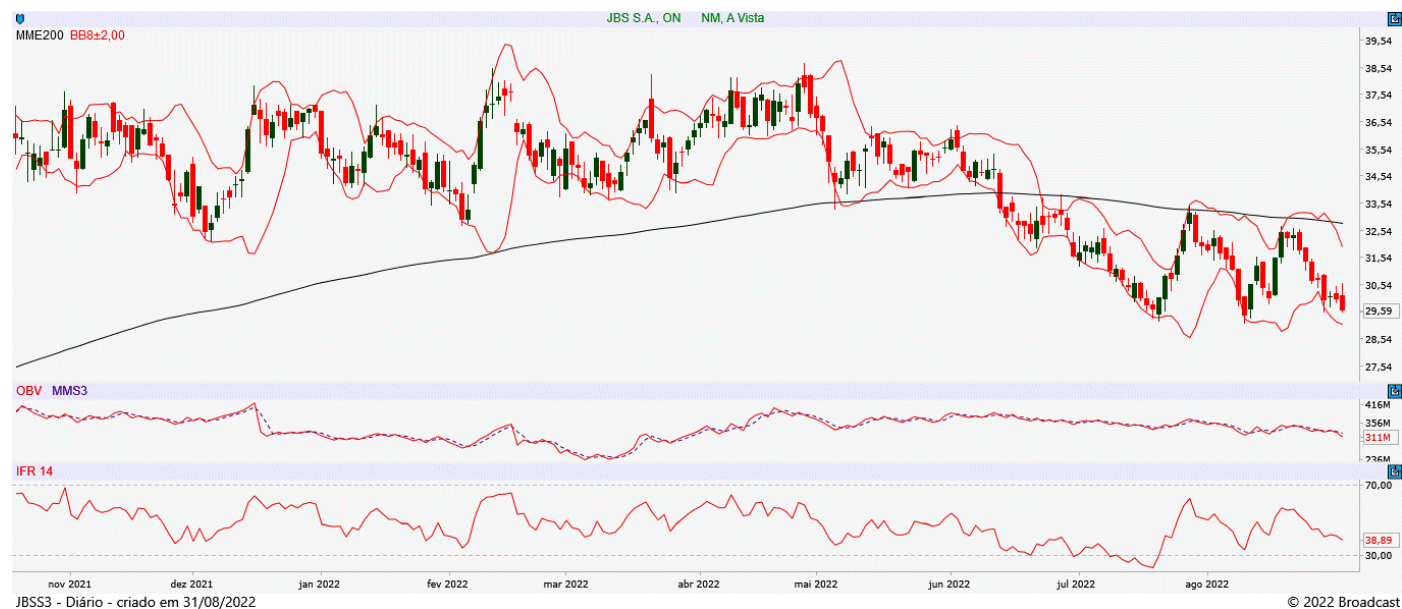 JBS S.A., ON NM, A Vista
MME200 BB8±2,00
39,54
38,54
37,54
36,54
35,54
34,54
33,54
32,54
31,54
30,54
29,59
28,54
27,54
OBV MMS3
416M
356M
311M
236M
IFR 14
70,00
38,89
30,00
nov 2021 dez 2021 jan 2022 fev 2022 mar 2022 abr 2022 mai 2022 jun 2022 jul 2022 ago 2022
JBSS3 - Diário - criado em 31/08/2022 © 2022 Broadcast